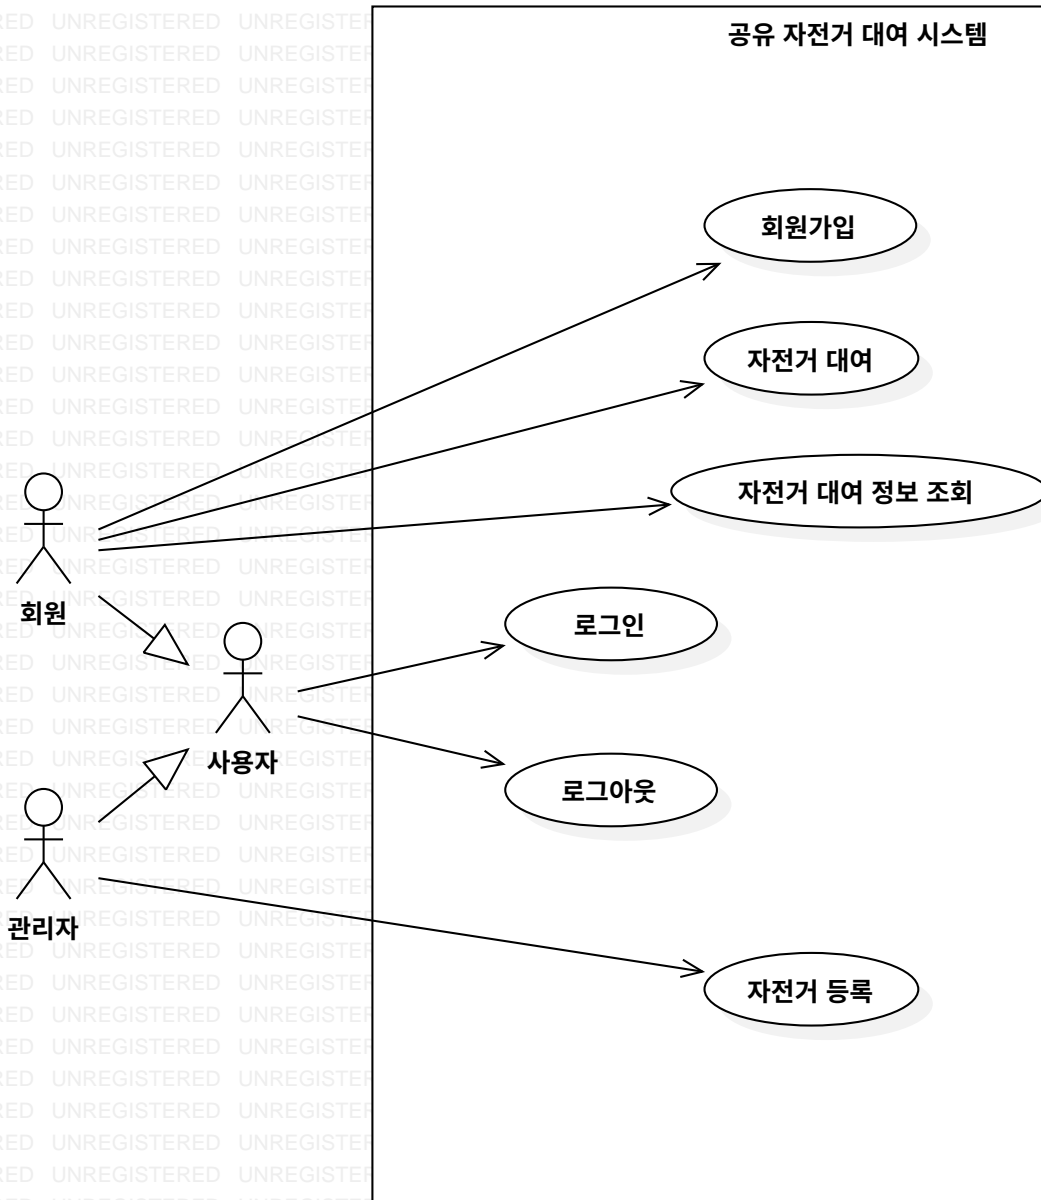 공유 자전거 대여 시스템
회원가입
자전거 대여
자전거 대여 정보 조회
회원
로그인
사용자
로그아웃
관리자
자전거 등록
UNREGISTERED